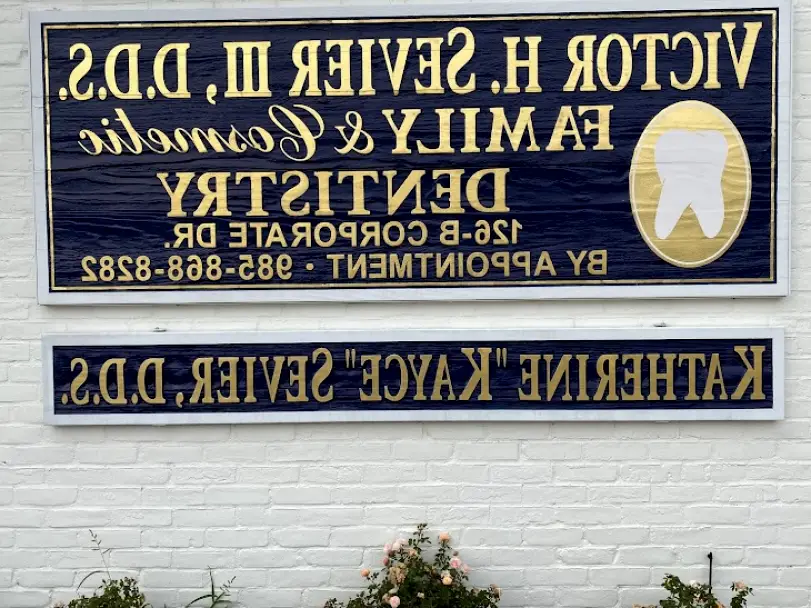 VICTOR H. SEVIER III, D.D.S.
FAMILY & Cosmetic
DENTISTRY
126-B CORPORATE DR.
BY APPOINTMENT · 985-868-8282
KATHERINE "KAYCE" SEVIER, D.D.S.